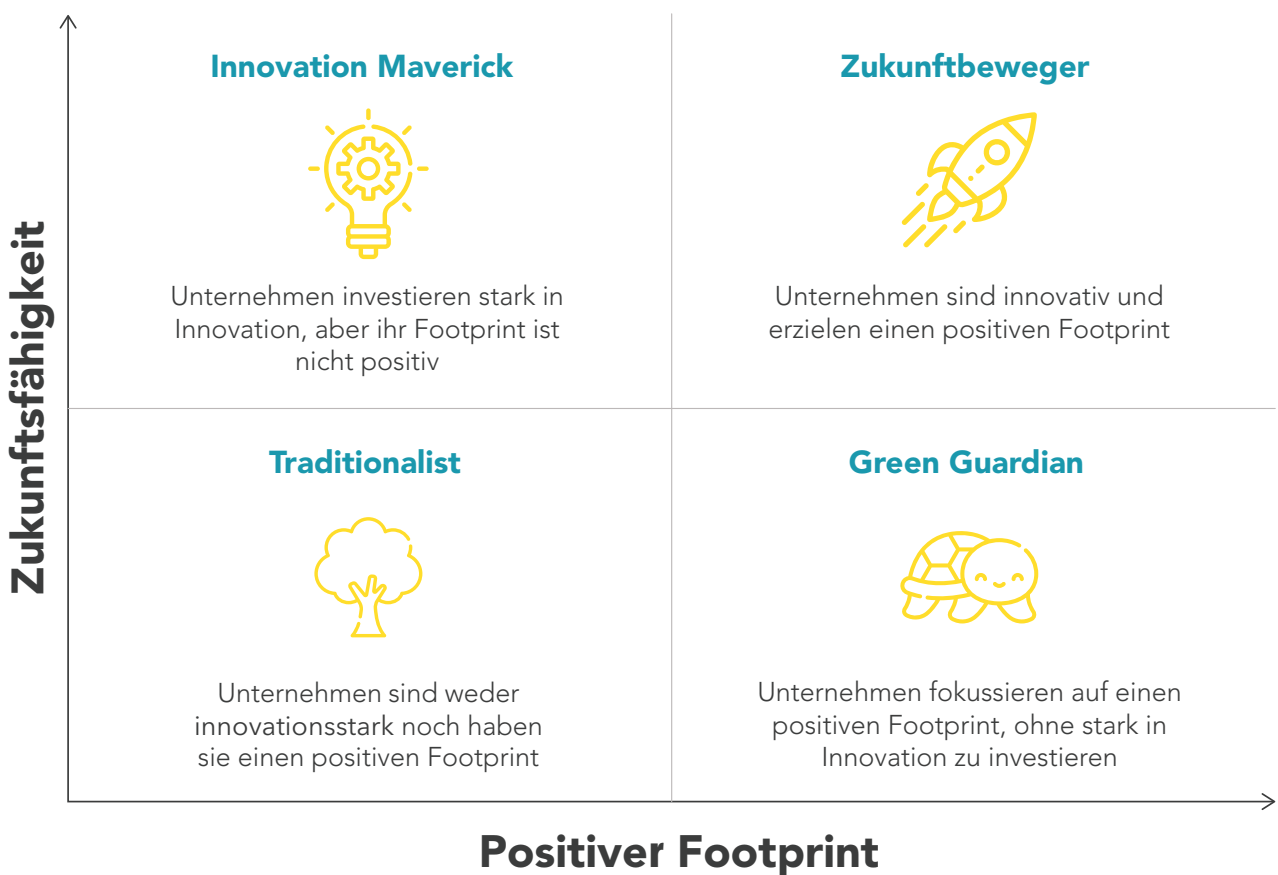 Zukunftsfähigkeit
Innovation Maverick
Unternehmen investieren stark in
Innovation, aber ihr Footprint ist
nicht positiv
Zukunftbeweger
Unternehmen sind innovativ und
erzielen einen positiven Footprint
Traditionalist
Unternehmen sind weder
innovationsstark noch haben
sie einen positiven Footprint
Green Guardian
Unternehmen fokussieren auf einen
positiven Footprint, ohne stark in
Innovation zu investieren
Positiver Footprint